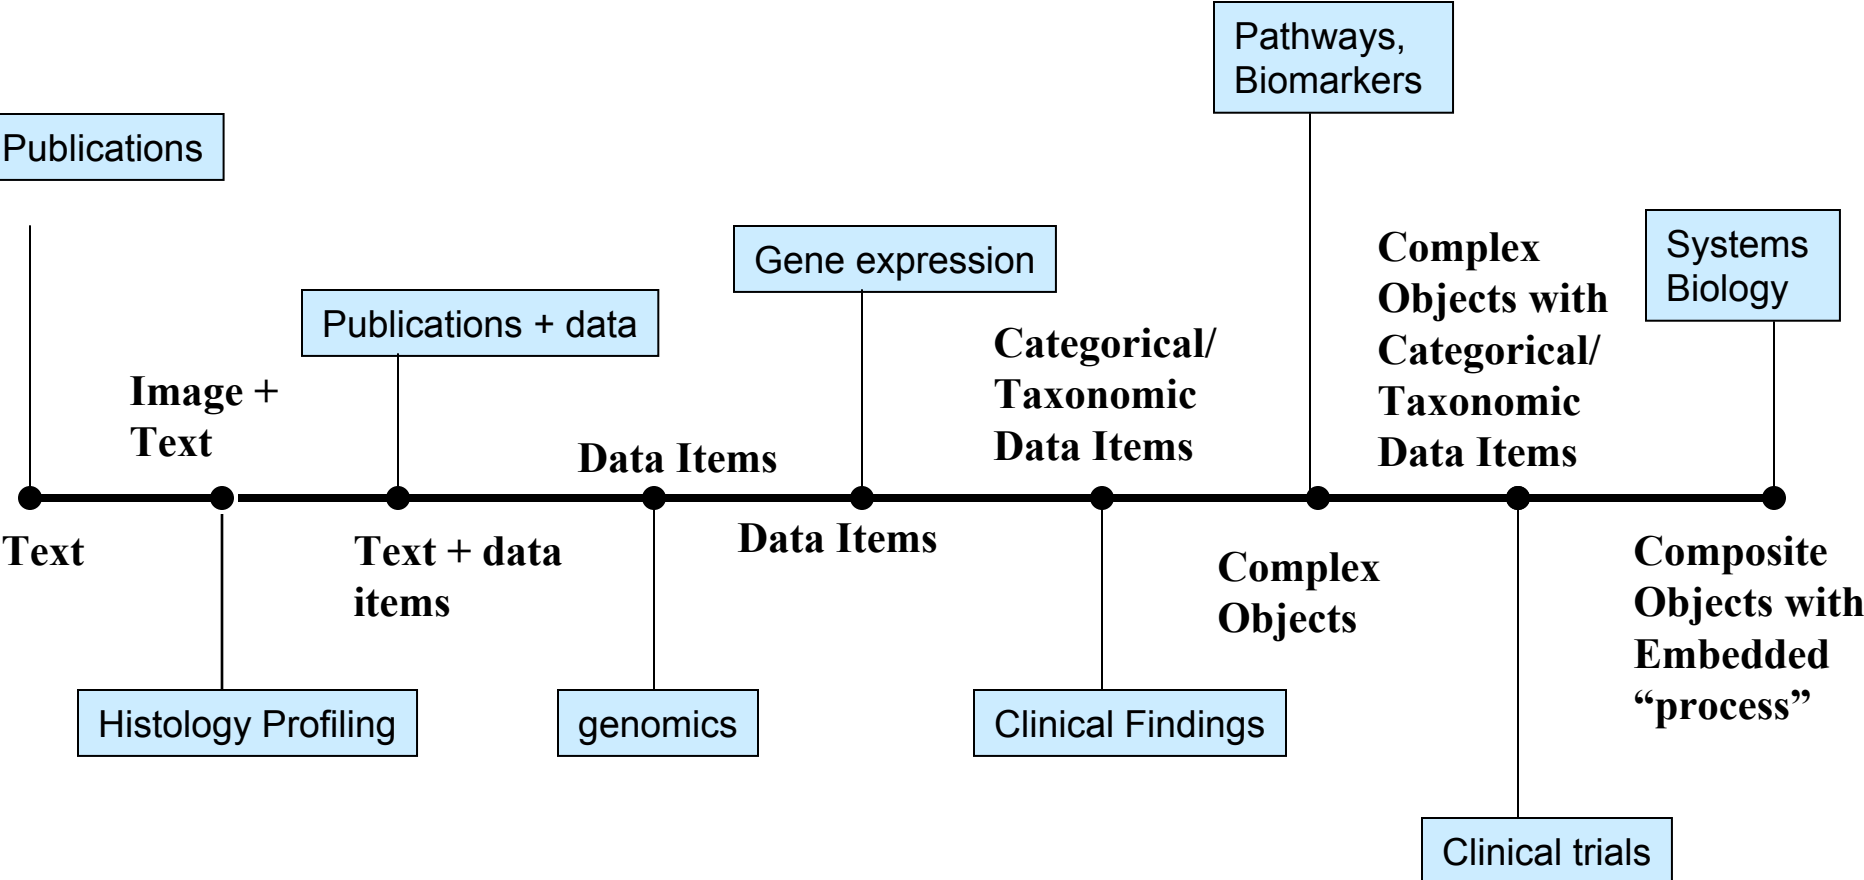 Pathways,
Biomarkers
Publications
Systems
Biology
Complex
Objects with
Categorical/
Taxonomic
Data Items
Gene expression
Publications + data
Categorical/
Taxonomic
Data Items
Image +
Text
Data Items
Text
Text + data
items
Data Items
Complex
Objects
Composite
Objects with
Embedded
“process”
Histology Profiling
genomics
Clinical Findings
Clinical trials